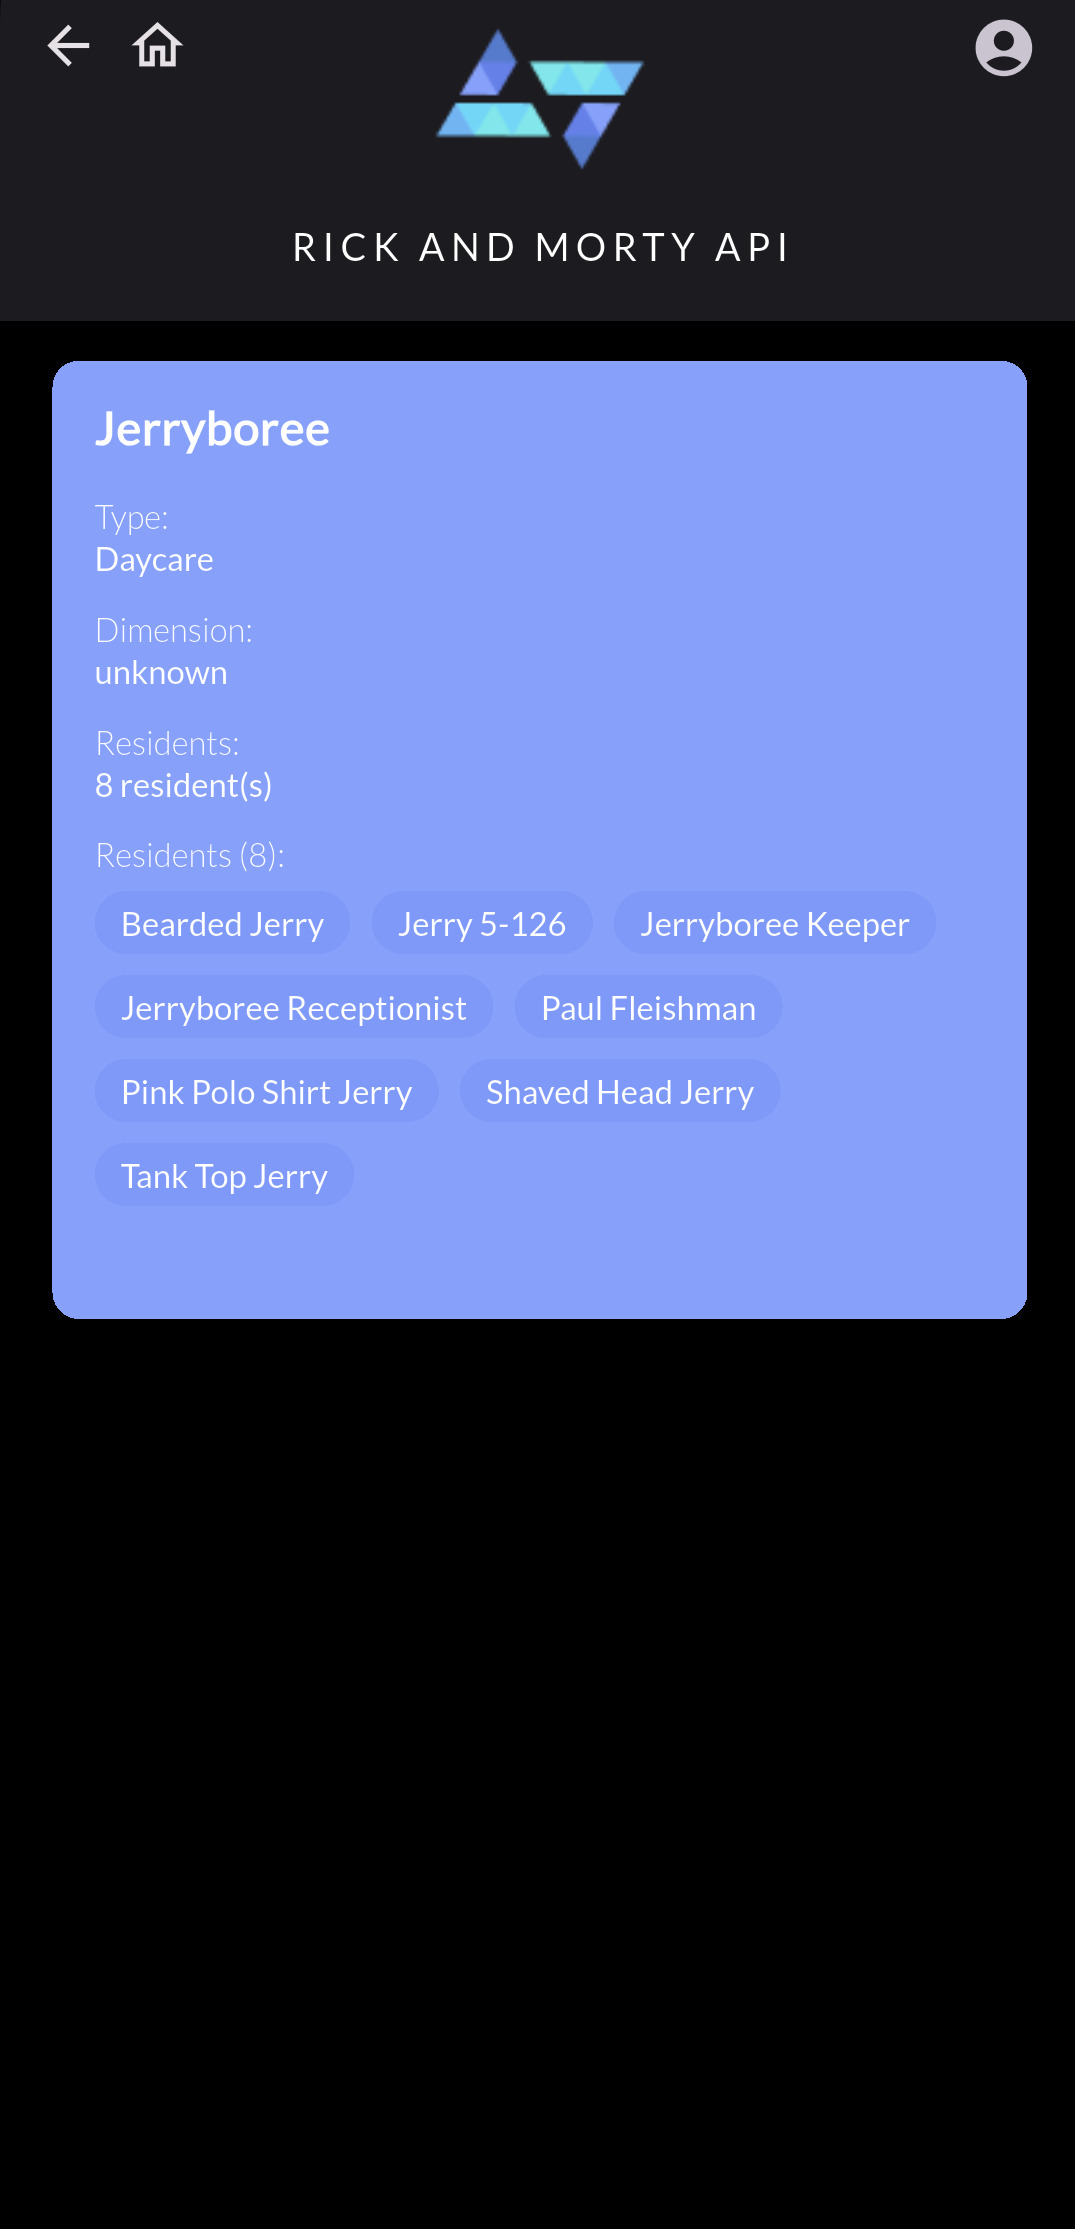 RICK AND MORTY API
Jerryboree
Type:
Daycare
Dimension:
unknown
Residents:
8 resident(s)
Residents (8):
Bearded Jerry Jerry 5-126 Jerryboree Keeper
Jerryboree Receptionist Paul Fleishman
Pink Polo Shirt Jerry Shaved Head Jerry
Tank Top Jerry